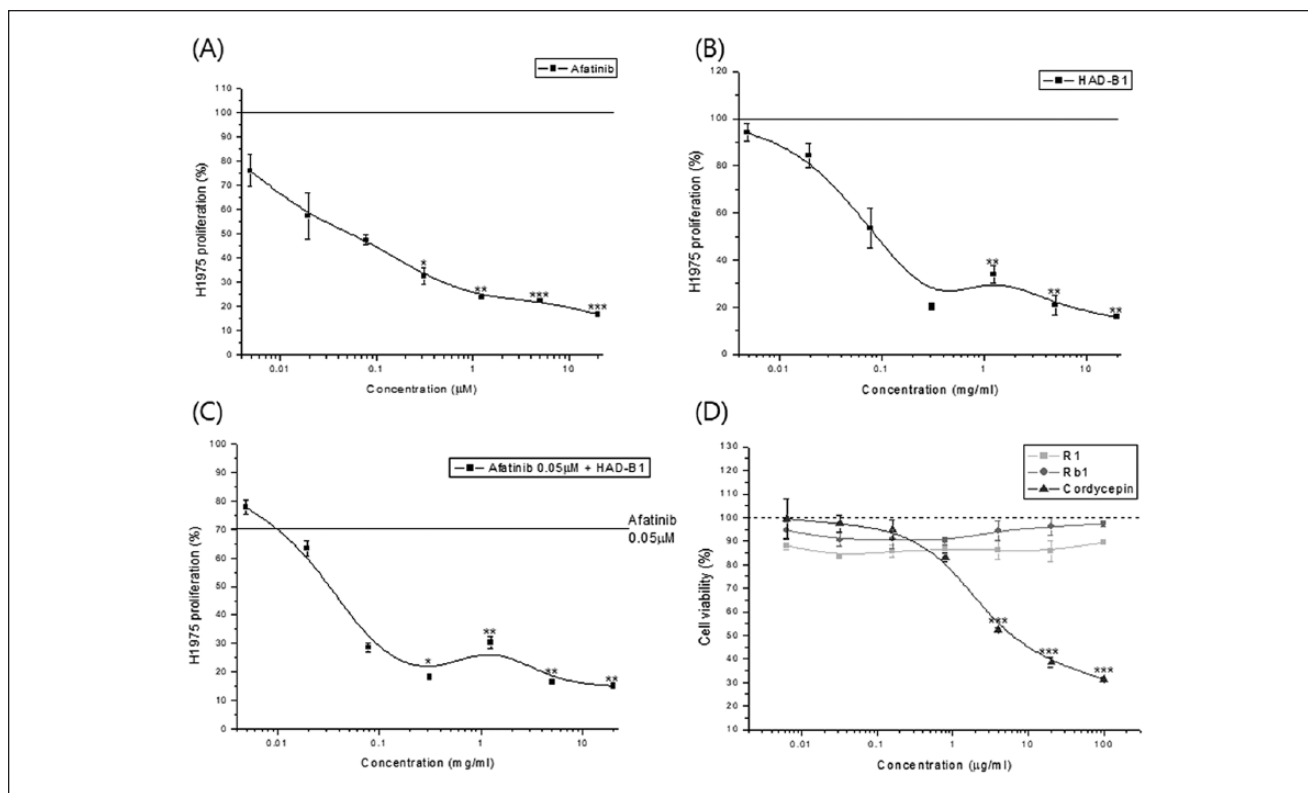 (A)
Afatinib
110
100
90
80
70
60
50
40
30
20
10
0
H1975 proliferation (%)
* ** *** ***
0.01 0.1 1 10
Concentration (µM)
(B)
HAD-B1
120
100
80
60
40
20
0
H1975 proliferation (%)
** ** **
0.01 0.1 1 10
Concentration (mg/ml)
(C)
Afatinib 0.05µM + HAD-B1
100
90
80
70
60
50
40
30
20
10
0
H1975 proliferation (%)
Afatinib
0.05µM
* ** ** **
0.01 0.1 1 10
Concentration (mg/ml)
(D)
R1
Rb1
Cordycepin
130
120
110
100
90
80
70
60
50
40
30
20
10
Cell viability (%)
*** *** ***
0.01 0.1 1 10 100
Concentration (µg/ml)